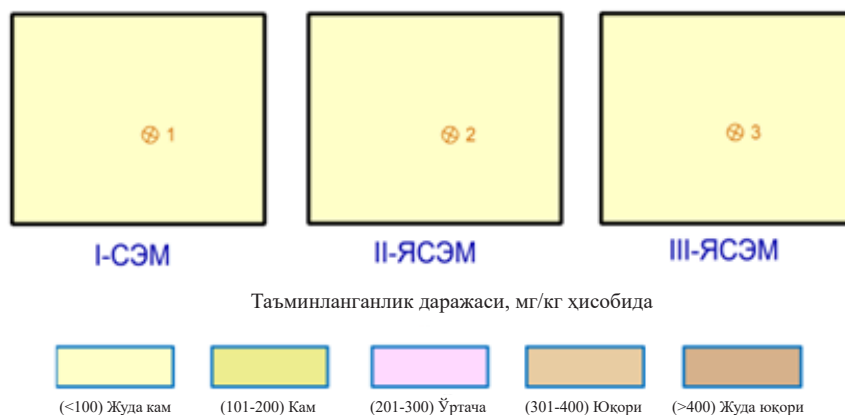 1 2 3
I-СЭМ II-ЯСЭМ III-ЯСЭМ
Таъминланганлик даражаси, мг/кг ҳисобида
(<100) Жуда кам (101-200) Кам (201-300) Ўртача (301-400) Юқори (>400) Жуда юқори